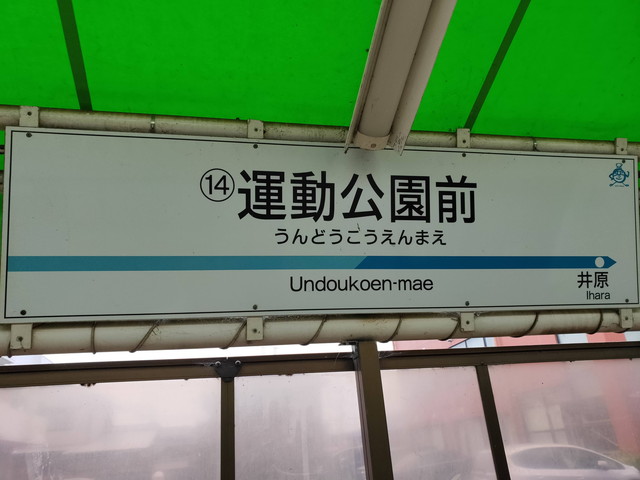 ⑭運動公園前
うんどうこうえんまえ
Undoukoen-mae
井原
Ihara